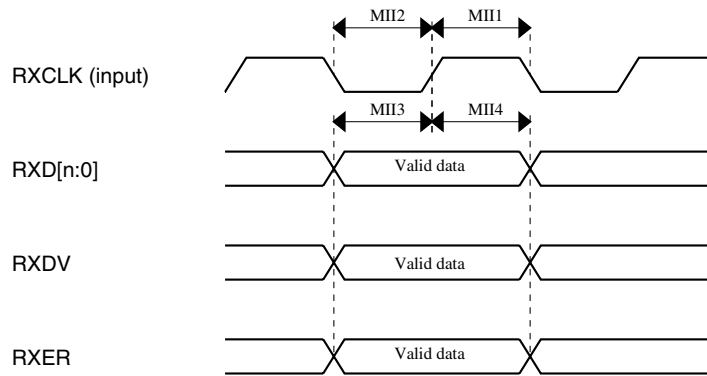 MII2 MII1
RXCLK (input)
MII3 MII4
RXD[n:0] Valid data
RXDV Valid data
RXER Valid data